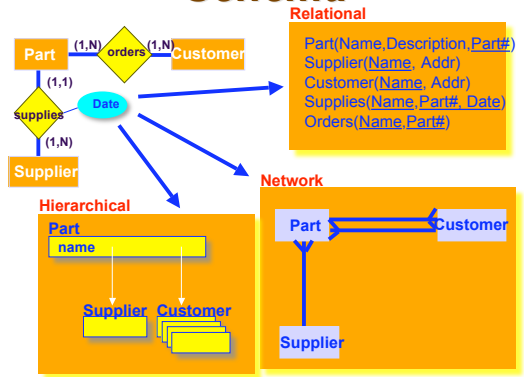 Relational
Part (1,N) orders (1,N) Customer
(1,1)
supplies Date
(1,N)
Supplier
Part(Name,Description,Part#)
Supplier(Name, Addr)
Customer(Name, Addr)
Supplies(Name,Part#, Date)
Orders(Name,Part#)
Hierarchical
Part
name
Supplier Customer
Network
Part Customer
Supplier